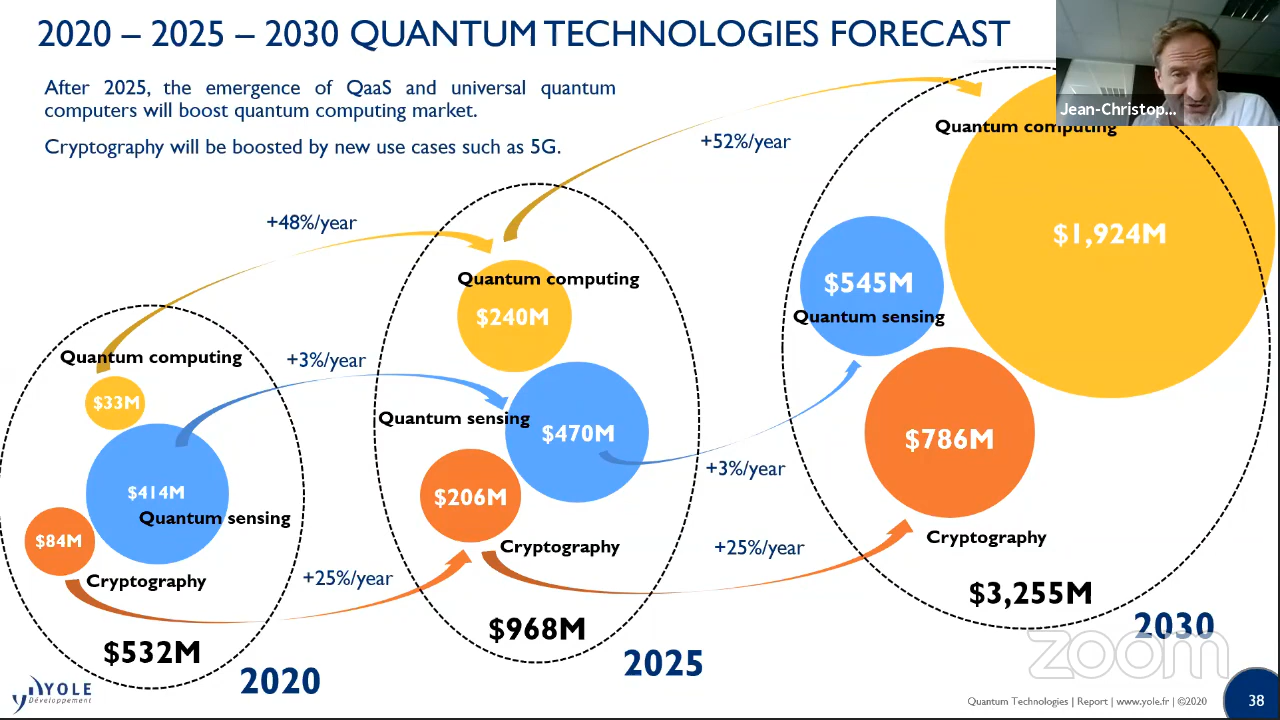 2020 – 2025 – 2030 QUANTUM TECHNOLOGIES FORECAST
After 2025, the emergence of QaaS and universal quantum
computers will boost quantum computing market.
Cryptography will be boosted by new use cases such as 5G.
Jean-Christop...
Quantum computing
+52%/year
$1,924M
+48%/year
Quantum computing
$240M
$545M
Quantum sensing
Quantum computing
$33M
+3%/year
Quantum sensing
$470M
$786M
+3%/year
$414M
Quantum sensing
$206M
$84M
Cryptography
+25%/year
Cryptography
+25%/year
Cryptography
$3,255M
$532M
$968M
2030
2020
2025
zoom
YOLE
Développement
Quantum Technologies | Report | www.yole.fr | ©2020
38